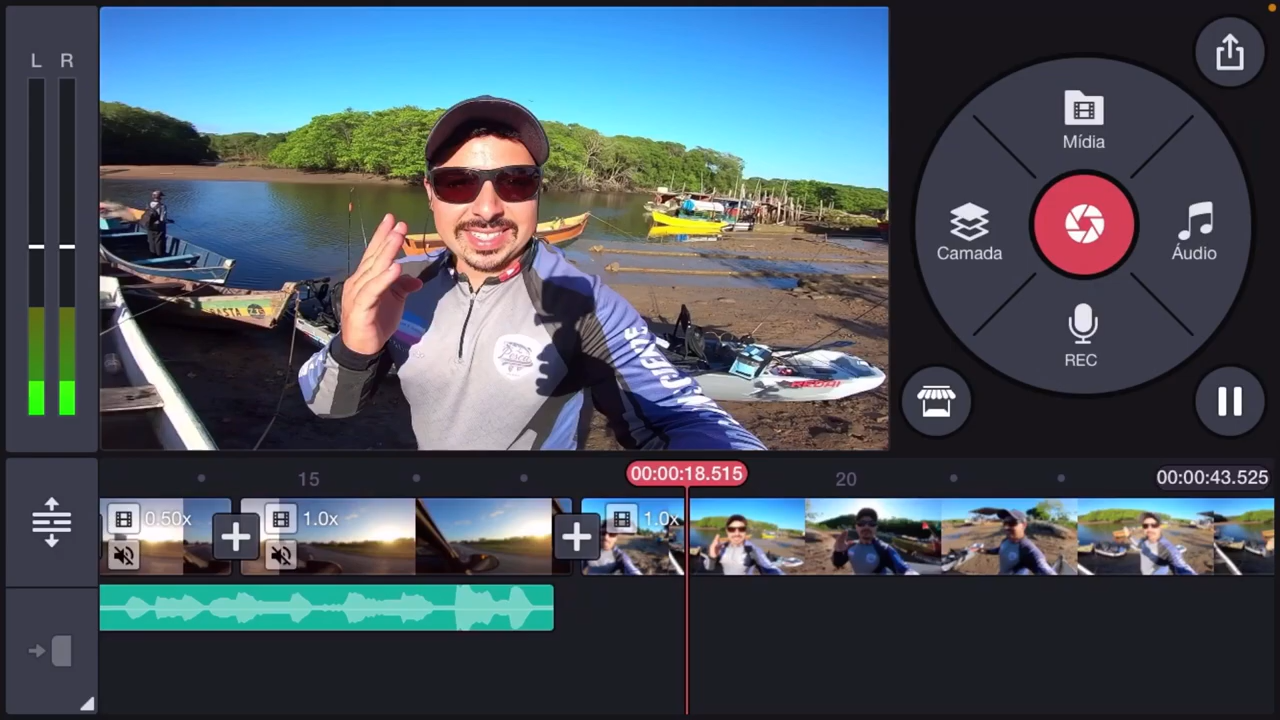 L R
Mídia
Camada
Áudio
REC
Pesca
15
00:00:18.515
20
00:00:43.525
0.50x
1.0x
1.0x